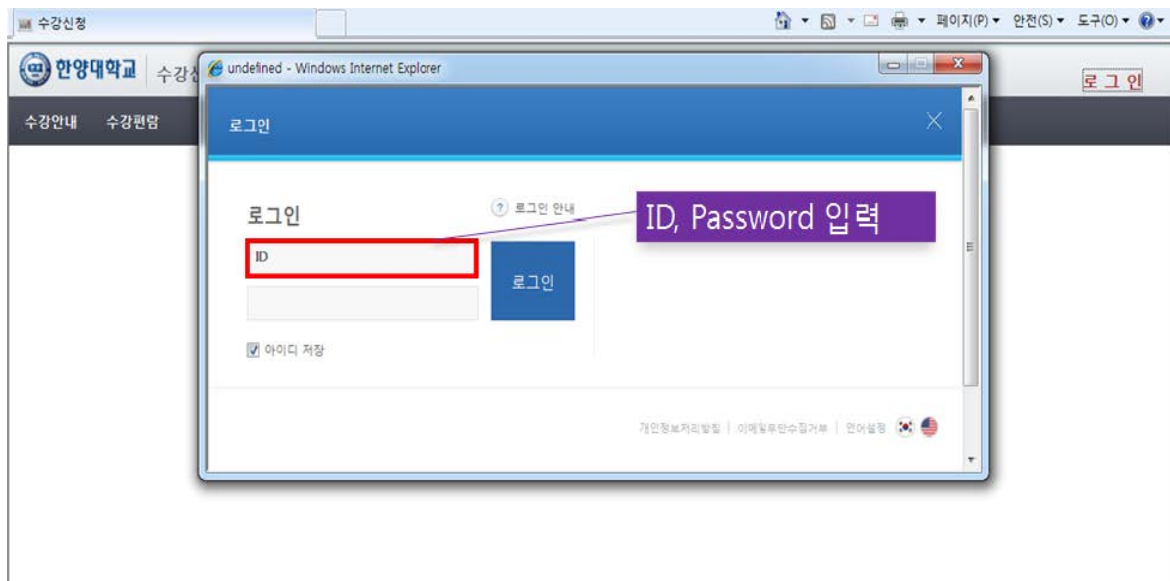 수강신청
페이지(P) 안전(S) 도구(O)
한양대학교 수강신
undefined - Windows Internet Explorer
로그인
수강안내 수강편람
로그인
로그인
로그인 안내
ID, Password 입력
ID
로그인
아이디 저장
개인정보처리방침 | 이메일무단수집거부 | 언어설정